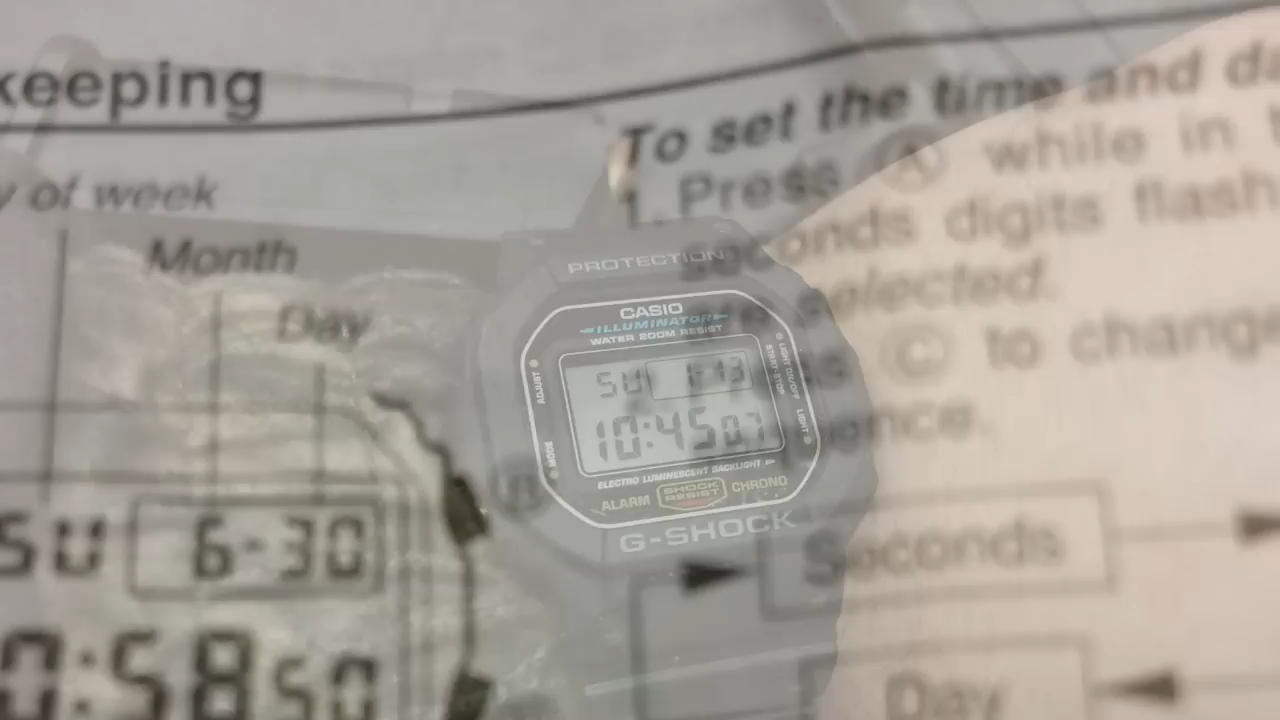 keeping
y of week
Month
Day
SU 6-30
0:58 50
To set the time and da
1. Press A while in
seconds digits flash
selected.
C to change
Seconds
Day
PROTECTION
CASIO
ILLUMINATOR
WATER 200M RESIST
ADJUST
MODE
LIGHT ON/OFF
START-STOP
LIGHT
SU 1-13
10:45 07
ELECTRO LUMINESCENT BACKLIGHT
ALARM SHOCK RESIST CHRONO
G-SHOCK